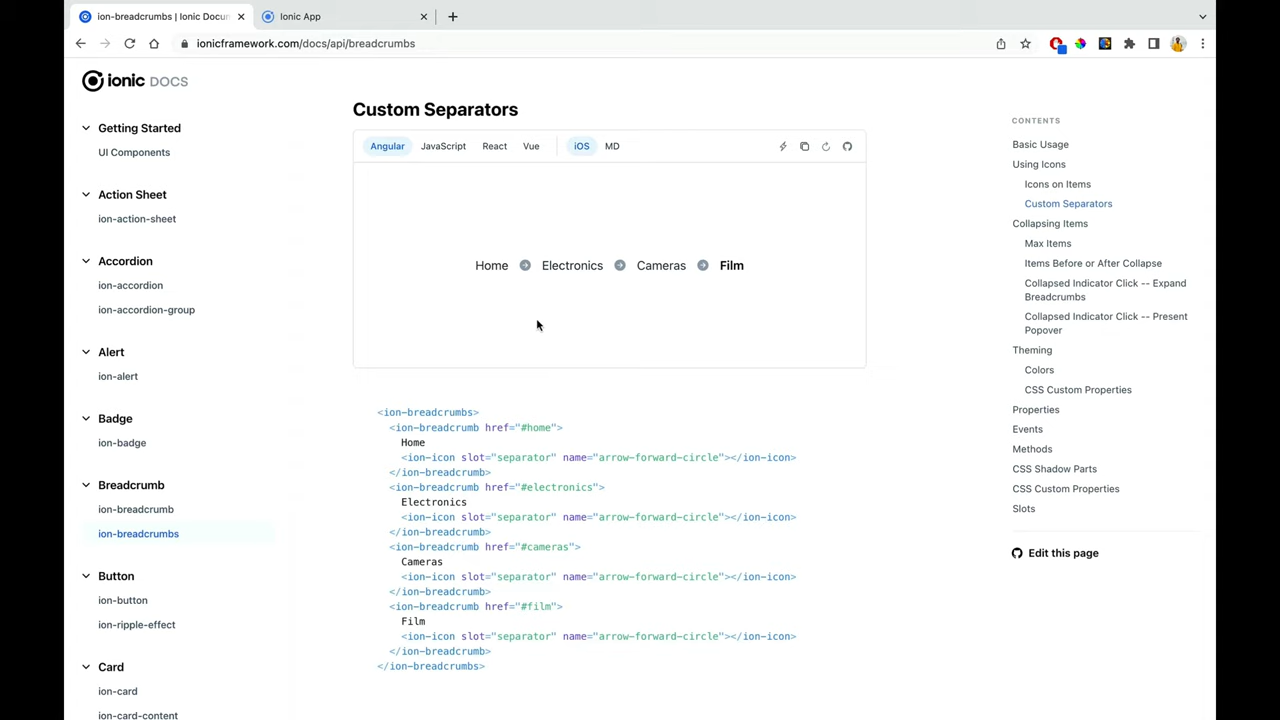 ion-breadcrumbs | Ionic Docum
Ionic App
ionicframework.com/docs/api/breadcrumbs
ionic DOCS
Getting Started
UI Components
Action Sheet
ion-action-sheet
Accordion
ion-accordion
ion-accordion-group
Alert
ion-alert
Badge
ion-badge
Breadcrumb
ion-breadcrumb
ion-breadcrumbs
Button
ion-button
ion-ripple-effect
Card
ion-card
ion-card-content
Custom Separators
Angular JavaScript React Vue iOS MD
Home Electronics Cameras Film
<ion-breadcrumbs>
<ion-breadcrumb href="#home">
Home
<ion-icon slot="separator" name="arrow-forward-circle"></ion-icon>
</ion-breadcrumb>
<ion-breadcrumb href="#electronics">
Electronics
<ion-icon slot="separator" name="arrow-forward-circle"></ion-icon>
</ion-breadcrumb>
<ion-breadcrumb href="#cameras">
Cameras
<ion-icon slot="separator" name="arrow-forward-circle"></ion-icon>
</ion-breadcrumb>
<ion-breadcrumb href="#film">
Film
<ion-icon slot="separator" name="arrow-forward-circle"></ion-icon>
</ion-breadcrumb>
</ion-breadcrumbs>
CONTENTS
Basic Usage
Using Icons
Icons on Items
Custom Separators
Collapsing Items
Max Items
Items Before or After Collapse
Collapsed Indicator Click -- Expand
Breadcrumbs
Collapsed Indicator Click -- Present
Popover
Theming
Colors
CSS Custom Properties
Properties
Events
Methods
CSS Shadow Parts
CSS Custom Properties
Slots
Edit this page